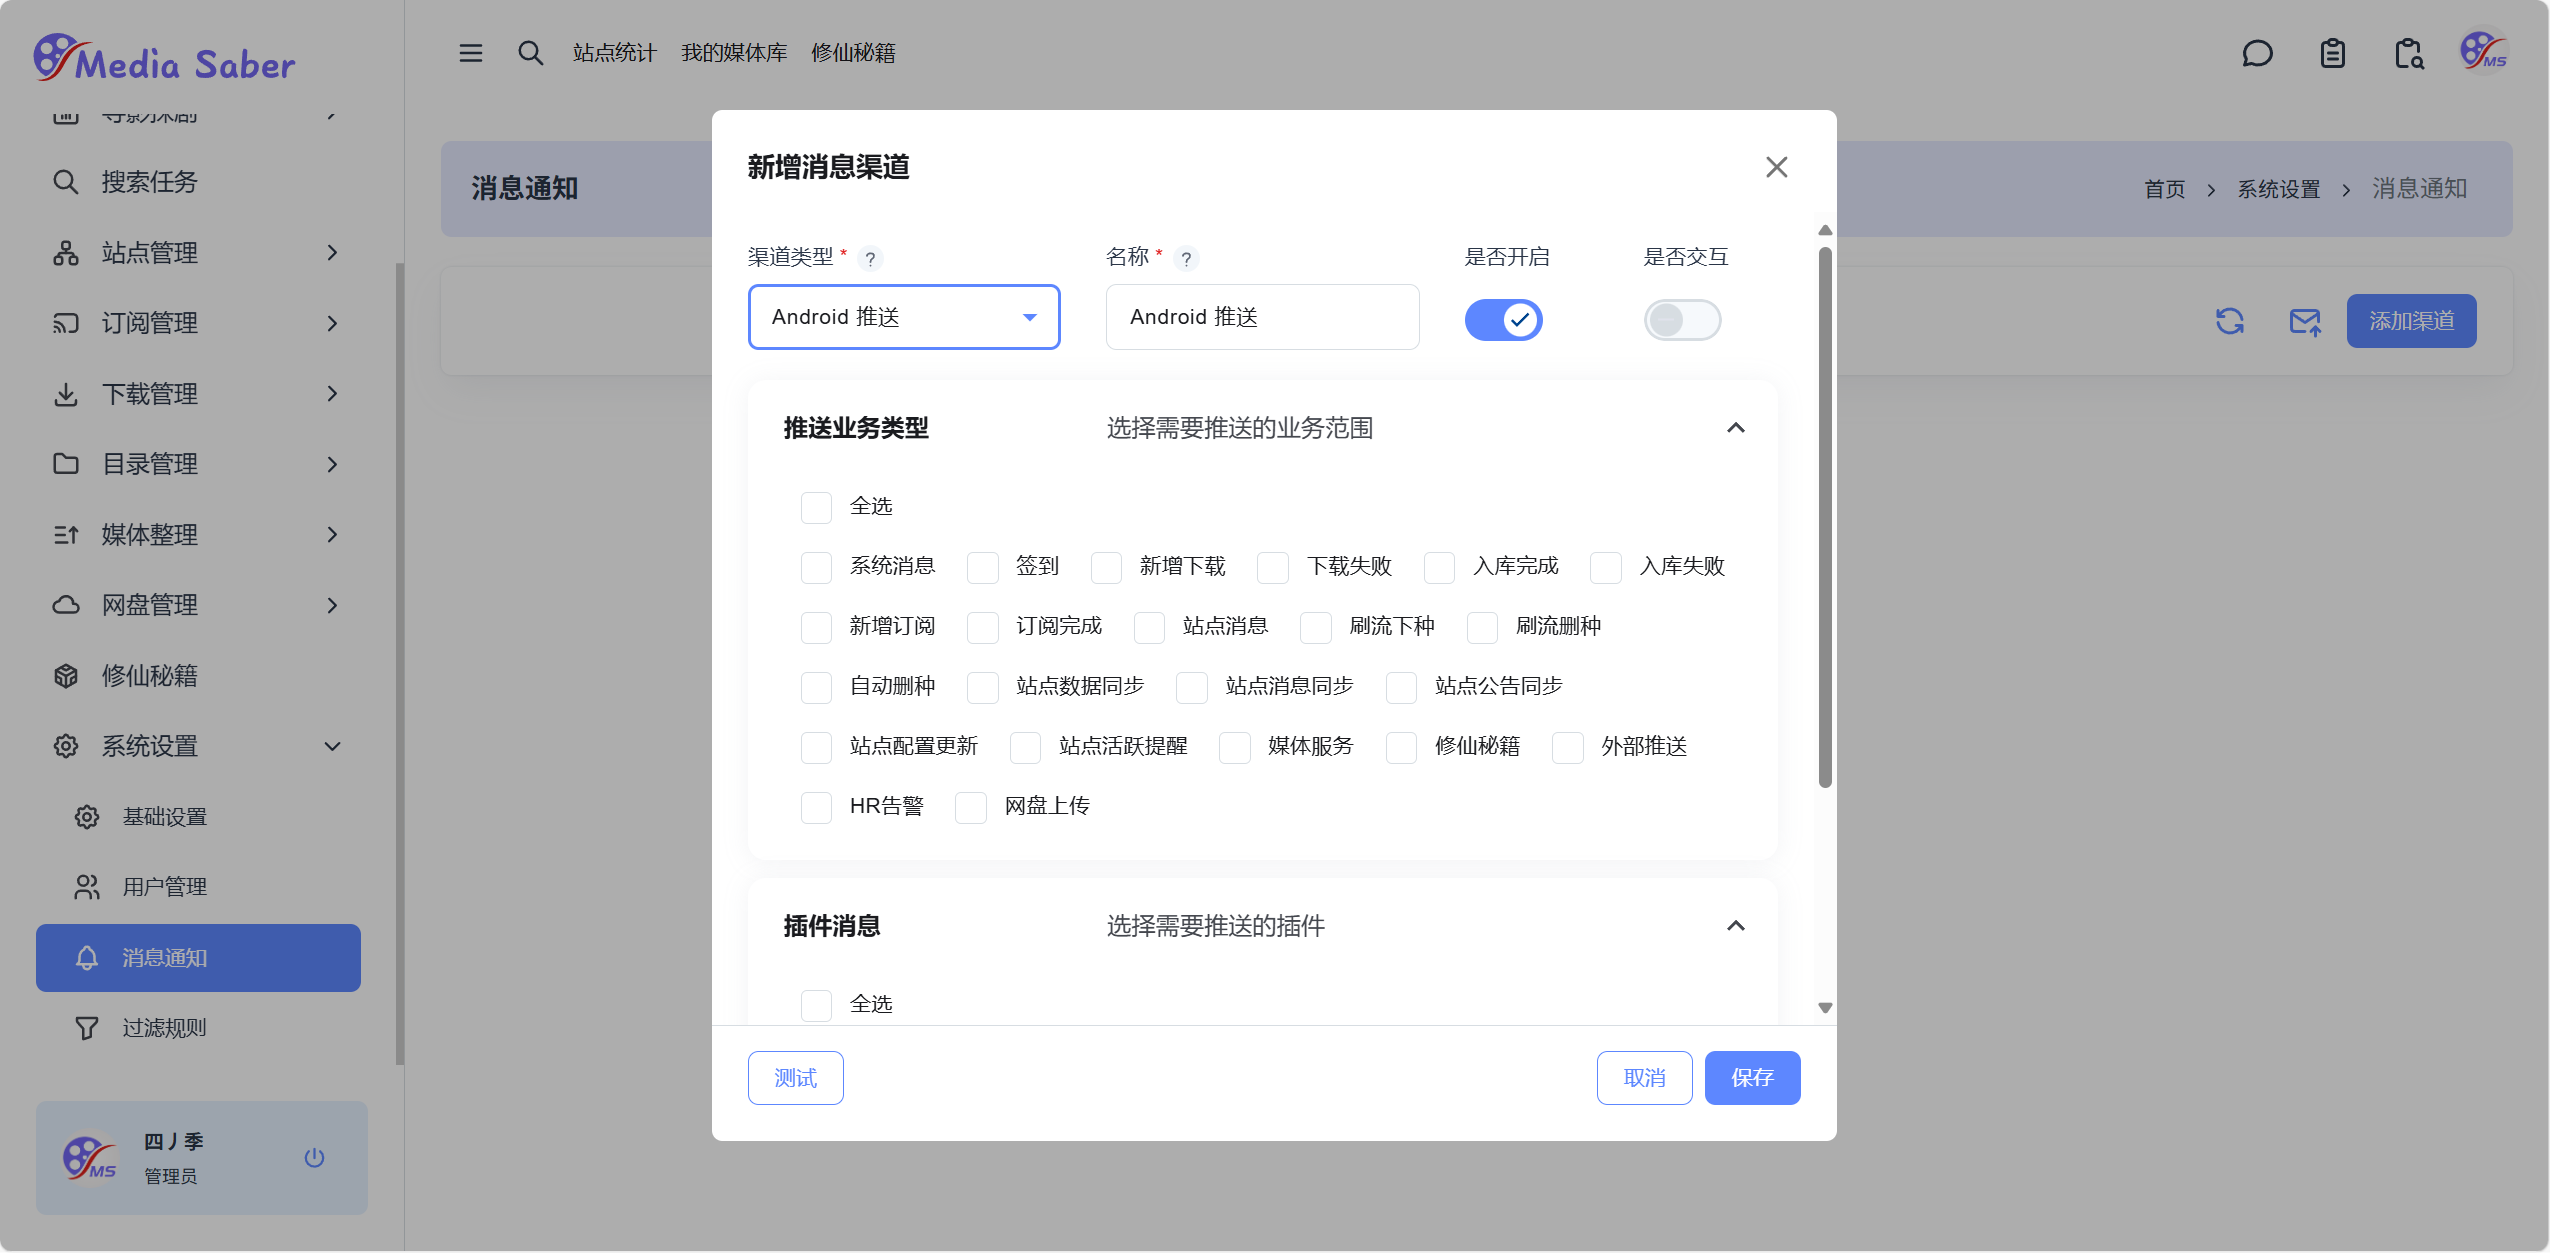 Media Saber
站点统计 我的媒体库 修仙秘籍
MS
搜索任务
站点管理
订阅管理
下载管理
目录管理
媒体整理
网盘管理
修仙秘籍
系统设置
基础设置
用户管理
消息通知
过滤规则
MS
四丿季
管理员
消息通知
首页 > 系统设置 > 消息通知
添加渠道
新增消息渠道
渠道类型 * ? 名称 * ? 是否开启 是否交互
Android 推送 Android 推送
推送业务类型 选择需要推送的业务范围
全选
系统消息 签到 新增下载 下载失败 入库完成 入库失败
新增订阅 订阅完成 站点消息 刷流下种 刷流删种
自动删种 站点数据同步 站点消息同步 站点公告同步
站点配置更新 站点活跃提醒 媒体服务 修仙秘籍 外部推送
HR告警 网盘上传
插件消息 选择需要推送的插件
全选
测试 取消 保存